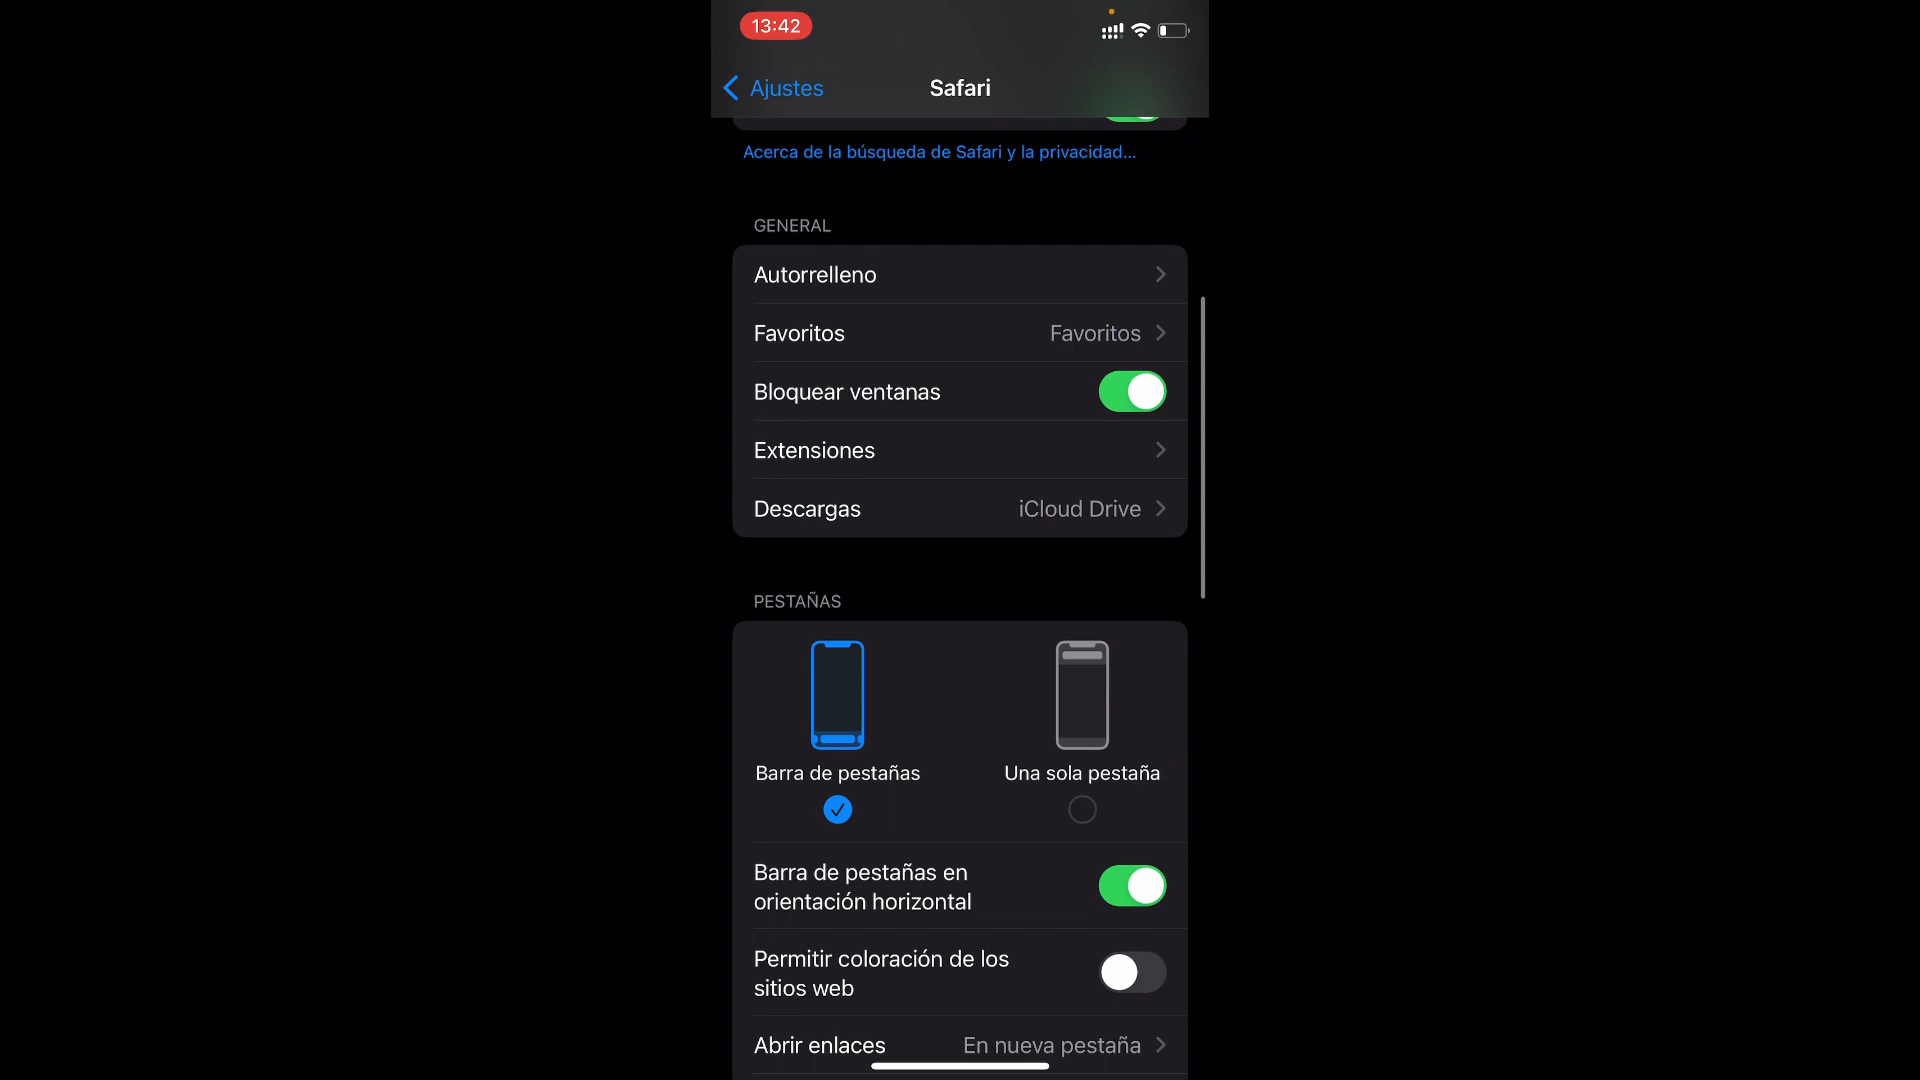 13:42
Ajustes
Safari
Acerca de la búsqueda de Safari y la privacidad...
GENERAL
Autorrelleno
Favoritos Favoritos
Bloquear ventanas
Extensiones
Descargas iCloud Drive
PESTAÑAS
Barra de pestañas Una sola pestaña
Barra de pestañas en
orientación horizontal
Permitir coloración de los
sitios web
Abrir enlaces En nueva pestaña